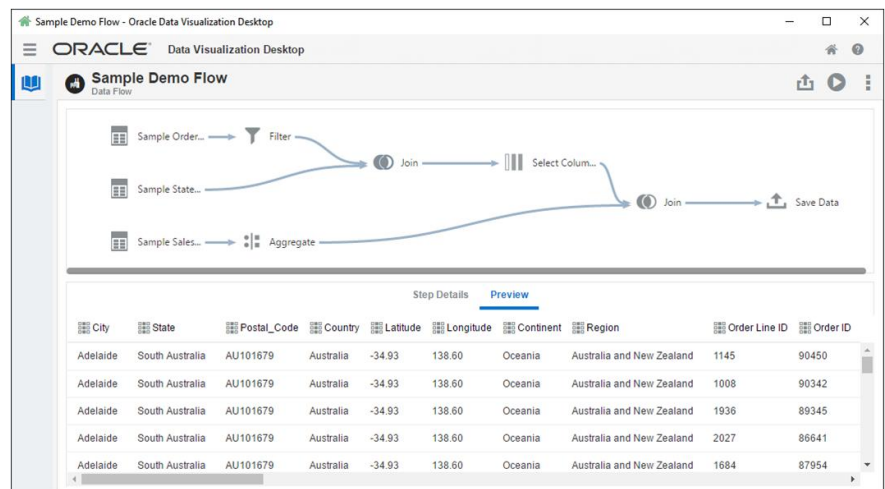 Sample Demo Flow - Oracle Data Visualization Desktop
ORACLE Data Visualization Desktop
Sample Demo Flow
Data Flow
Sample Order... Filter
Join Select Colum...
Sample State...
Join Save Data
Sample Sales... Aggregate
Step Details Preview
City State Postal_Code Country Latitude Longitude Continent Region Order Line ID Order ID
Adelaide South Australia AU101679 Australia -34.93 138.60 Oceania Australia and New Zealand 1145 90450
Adelaide South Australia AU101679 Australia -34.93 138.60 Oceania Australia and New Zealand 1008 90342
Adelaide South Australia AU101679 Australia -34.93 138.60 Oceania Australia and New Zealand 1936 89345
Adelaide South Australia AU101679 Australia -34.93 138.60 Oceania Australia and New Zealand 2027 86641
Adelaide South Australia AU101679 Australia -34.93 138.60 Oceania Australia and New Zealand 1684 87954